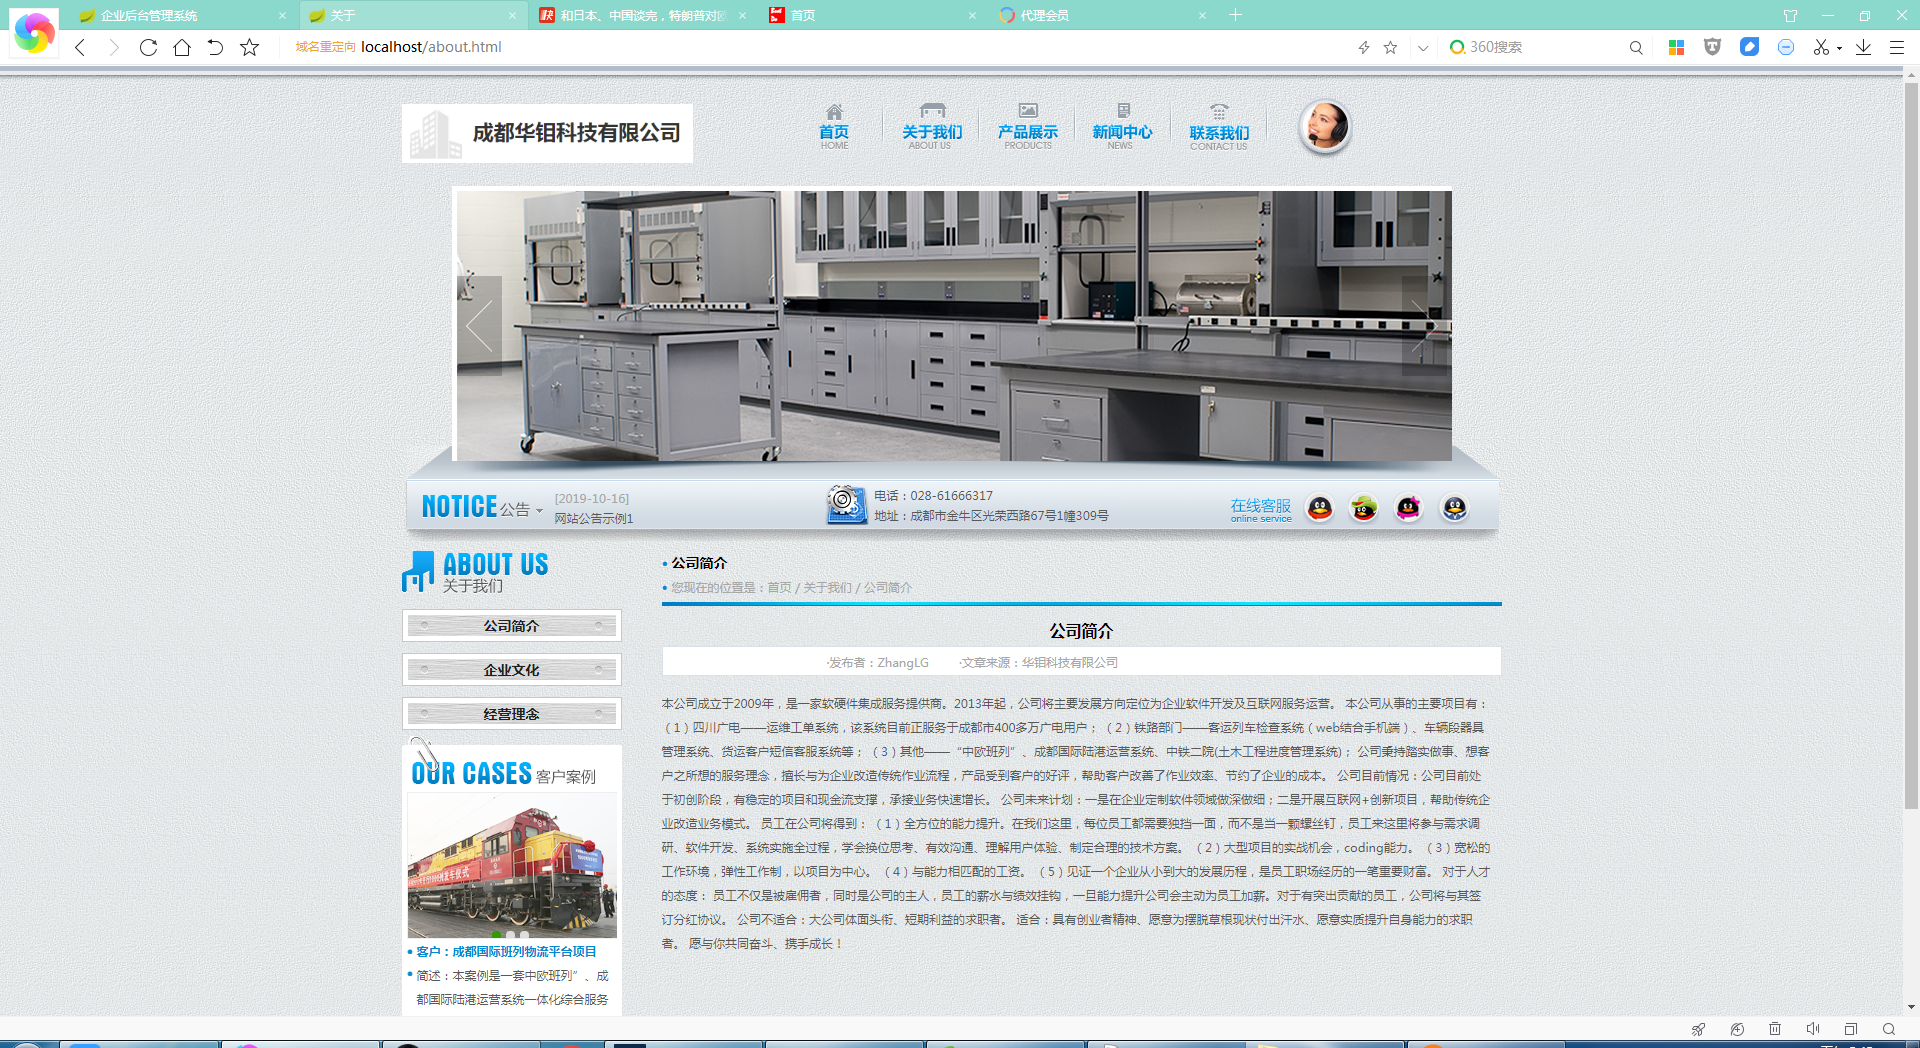 企业后台管理系统
关于
和日本、中国谈完，特朗普对
首页
代理会员
域名重定向 localhost/about.html
360搜索
成都华钼科技有限公司
首页
HOME
关于我们
ABOUT US
产品展示
PRODUCTS
新闻中心
NEWS
联系我们
CONTACT US
NOTICE 公告
[2019-10-16]
网站公告示例1
电话：028-61666317
地址：成都市金牛区光荣西路67号1幢309号
在线客服
online service
ABOUT US
关于我们
公司简介
企业文化
经营理念
OUR CASES 客户案例
• 客户：成都国际班列物流平台项目
• 简述：本案例是一套中欧班列”、成
都国际陆港运营系统一体化综合服务
• 公司简介
• 您现在的位置是：首页 / 关于我们 / 公司简介
公司简介
·发布者：ZhangLG ·文章来源：华钼科技有限公司
本公司成立于2009年，是一家软硬件集成服务提供商。2013年起，公司将主要发展方向定位为企业软件开发及互联网服务运营。 本公司从事的主要项目有：
（1）四川广电——运维工单系统，该系统目前正服务于成都市400多万广电用户； （2）铁路部门——客运列车检查系统（web结合手机端）、车辆段器具
管理系统、货运客户短信客服系统等； （3）其他——“中欧班列”、成都国际陆港运营系统、中铁二院(土木工程进度管理系统)； 公司秉持踏实做事、想客
户之所想的服务理念，擅长与为企业改造传统作业流程，产品受到客户的好评，帮助客户改善了作业效率、节约了企业的成本。 公司目前情况：公司目前处
于初创阶段，有稳定的项目和现金流支撑，承接业务快速增长。 公司未来计划：一是在企业定制软件领域做深做细；二是开展互联网+创新项目，帮助传统企
业改造业务模式。 员工在公司将得到： （1）全方位的能力提升。在我们这里，每位员工都需要独挡一面，而不是当一颗螺丝钉，员工来这里将参与需求调
研、软件开发、系统实施全过程，学会换位思考、有效沟通、理解用户体验、制定合理的技术方案。 （2）大型项目的实战机会，coding能力。 （3）宽松的
工作环境，弹性工作制，以项目为中心。 （4）与能力相匹配的工资。 （5）见证一个企业从小到大的发展历程，是员工职场经历的一笔重要财富。 对于人才
的态度： 员工不仅是被雇佣者，同时是公司的主人，员工的薪水与绩效挂钩，一旦能力提升公司会主动为员工加薪。对于有突出贡献的员工，公司将与其签
订分红协议。 公司不适合：大公司体面头衔、短期利益的求职者。 适合：具有创业者精神、愿意为摆脱草根现状付出汗水、愿意实质提升自身能力的求职
者。 愿与你共同奋斗、携手成长！